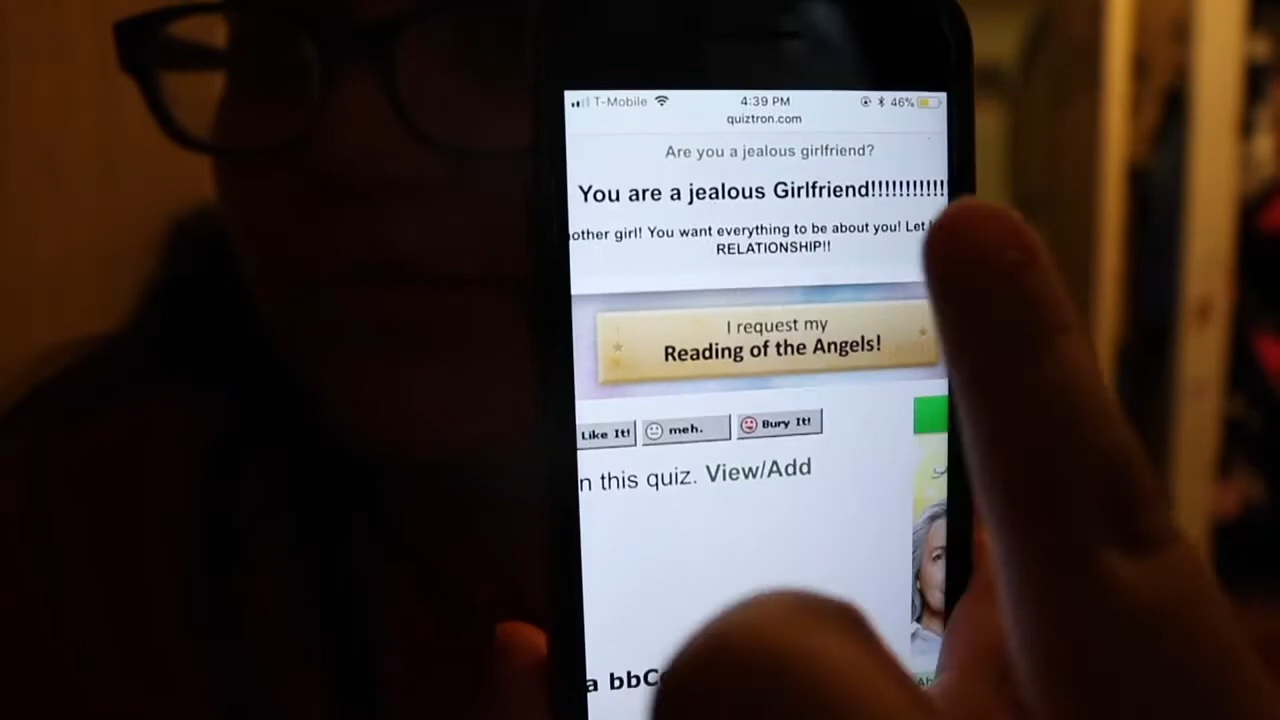 T-Mobile 4:39 PM 46%
quiztron.com
Are you a jealous girlfriend?
You are a jealous Girlfriend!!!!!!!!!!!
other girl! You want everything to be about you! Let
RELATIONSHIP!!
I request my
Reading of the Angels!
Like It! meh. Bury It!
n this quiz. View/Add
a bbC